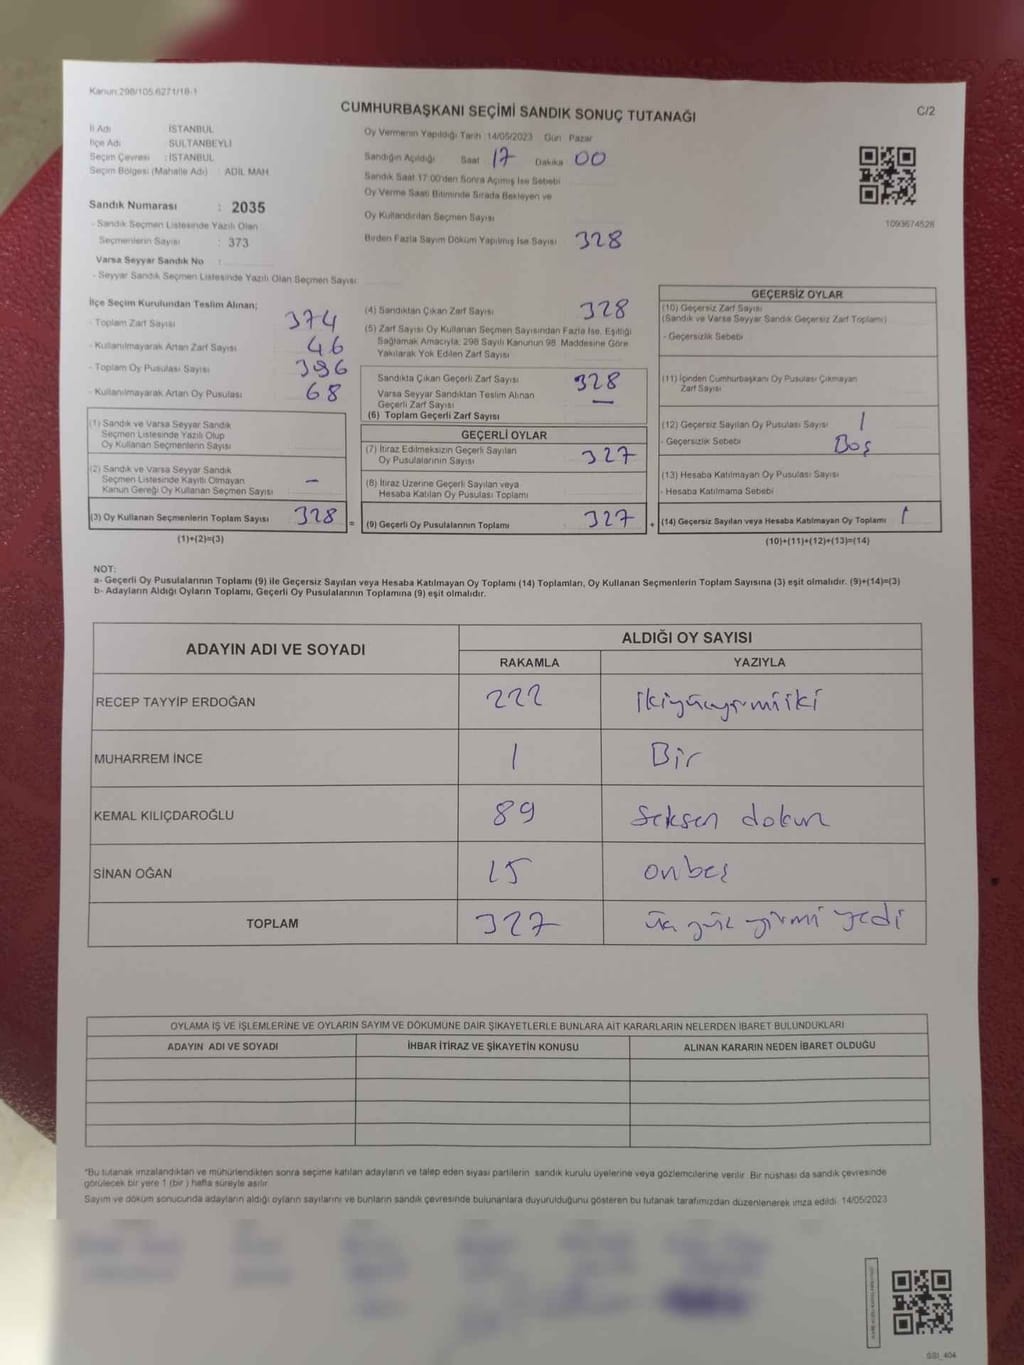 Kanun.298/105.6271/18-1
CUMHURBAŞKANI SEÇİMİ SANDIK SONUÇ TUTANAĞI
C/2
İl Adı İSTANBUL
İlçe Adı SULTANBEYLİ
Seçim Çevresi : İSTANBUL
Seçim Bölgesi (Mahalle Adı) : ADİL MAH
Sandık Numarası : 2035
- Sandık Seçmen Listesinde Yazılı Olan
Seçmenlerin Sayısı : 373
Varsa Seyyar Sandık No :
- Seyyar Sandık Seçmen Listesinde Yazılı Olan Seçmen Sayısı
Oy Vermenin Yapıldığı Tarih :14/05/2023 Gün Pazar
Sandığın Açıldığı Saat 17 Dakika 00
Sandık Saat 17:00'den Sonra Açılmış İse Sebebi
Oy Verme Saati Bitiminde Sırada Bekleyen ve
Oy Kullandırılan Seçmen Sayısı
Birden Fazla Sayım Döküm Yapılmış İse Sayısı 328
1093674528
İlçe Seçim Kurulundan Teslim Alınan;
- Toplam Zarf Sayısı 374
- Kullanılmayarak Artan Zarf Sayısı 46
- Toplam Oy Pusulası Sayısı 396
- Kullanılmayarak Artan Oy Pusulası 68
(1) Sandık ve Varsa Seyyar Sandık
Seçmen Listesinde Yazılı Olup
Oy Kullanan Seçmenlerin Sayısı
(2) Sandık ve Varsa Seyyar Sandık
Seçmen Listesinde Kayıtlı Olmayan
Kanun Gereği Oy Kullanan Seçmen Sayısı -
(3) Oy Kullanan Seçmenlerin Toplam Sayısı 328 =
(1)+(2)=(3)
(4) Sandıktan Çıkan Zarf Sayısı 328
(5) Zarf Sayısı Oy Kullanan Seçmen Sayısından Fazla İse, Eşitliği
Sağlamak Amacıyla; 298 Sayılı Kanunun 98. Maddesine Göre
Yakılarak Yok Edilen Zarf Sayısı
Sandıkta Çıkan Geçerli Zarf Sayısı 328
Varsa Seyyar Sandıktan Teslim Alınan
Geçerli Zarf Sayısı —
(6) Toplam Geçerli Zarf Sayısı
GEÇERLİ OYLAR
(7) İtiraz Edilmeksizin Geçerli Sayılan
Oy Pusulalarının Sayısı 327
(8) İtiraz Üzerine Geçerli Sayılan veya
Hesaba Katılan Oy Pusulası Toplamı
(9) Geçerli Oy Pusulalarının Toplamı 327 +
GEÇERSİZ OYLAR
(10) Geçersiz Zarf Sayısı
(Sandık ve Varsa Seyyar Sandık Geçersiz Zarf Toplamı)
- Geçersizlik Sebebi
(11) İçinden Cumhurbaşkanı Oy Pusulası Çıkmayan
Zarf Sayısı
(12) Geçersiz Sayılan Oy Pusulası Sayısı 1
- Geçersizlik Sebebi Boş
(13) Hesaba Katılmayan Oy Pusulası Sayısı
- Hesaba Katılmama Sebebi
(14) Geçersiz Sayılan veya Hesaba Katılmayan Oy Toplamı 1
(10)+(11)+(12)+(13)=(14)
NOT:
a- Geçerli Oy Pusulalarının Toplamı (9) ile Geçersiz Sayılan veya Hesaba Katılmayan Oy Toplamı (14) Toplamları, Oy Kullanan Seçmenlerin Toplam Sayısına (3) eşit olmalıdır. (9)+(14)=(3)
b- Adayların Aldığı Oyların Toplamı, Geçerli Oy Pusulalarının Toplamına (9) eşit olmalıdır.
ADAYIN ADI VE SOYADI
ALDIĞI OY SAYISI
RAKAMLA YAZIYLA
RECEP TAYYİP ERDOĞAN 222 ikiyüzyirmiiki
MUHARREM İNCE 1 Bir
KEMAL KILIÇDAROĞLU 89 Seksen dokuz
SİNAN OĞAN 15 onbeş
TOPLAM 327 üç yüz yirmi yedi
OYLAMA İŞ VE İŞLEMLERİNE VE OYLARIN SAYIM VE DÖKÜMÜNE DAİR ŞİKAYETLERLE BUNLARA AİT KARARLARIN NELERDEN İBARET BULUNDUKLARI
ADAYIN ADI VE SOYADI İHBAR İTİRAZ VE ŞİKAYETİN KONUSU ALINAN KARARIN NEDEN İBARET OLDUĞU
*Bu tutanak imzalandıktan ve mühürlendikten sonra seçime katılan adayların ve talep eden siyasi partilerin sandık kurulu üyelerine veya gözlemcilerine verilir. Bir nüshası da sandık çevresinde
görülecek bir yere 1 (bir ) hafta süreyle asılır.
Sayım ve döküm sonucunda adayların aldığı oyların sayılarını ve bunların sandık çevresinde bulunanlara duyurulduğunu gösteren bu tutanak tarafımızdan düzenlenerek imza edildi. 14/05/2023